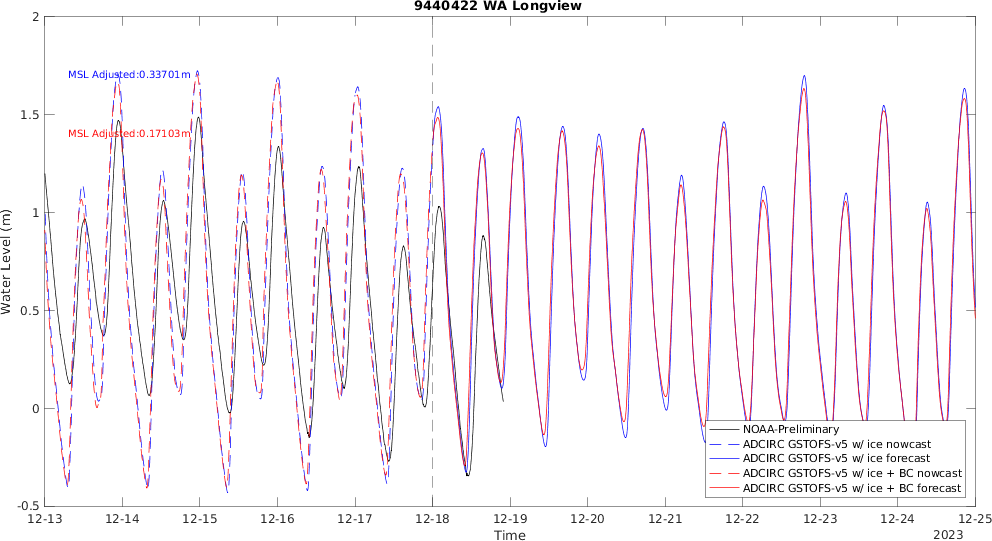 9440422 WA Longview
2
1.5
1
0.5
0
-0.5
Water Level (m)
MSL Adjusted:0.33701m
MSL Adjusted:0.17103m
NOAA-Preliminary
ADCIRC GSTOFS-v5 w/ ice nowcast
ADCIRC GSTOFS-v5 w/ ice forecast
ADCIRC GSTOFS-v5 w/ ice + BC nowcast
ADCIRC GSTOFS-v5 w/ ice + BC forecast
12-13 12-14 12-15 12-16 12-17 12-18 12-19 12-20 12-21 12-22 12-23 12-24 12-25
Time
2023